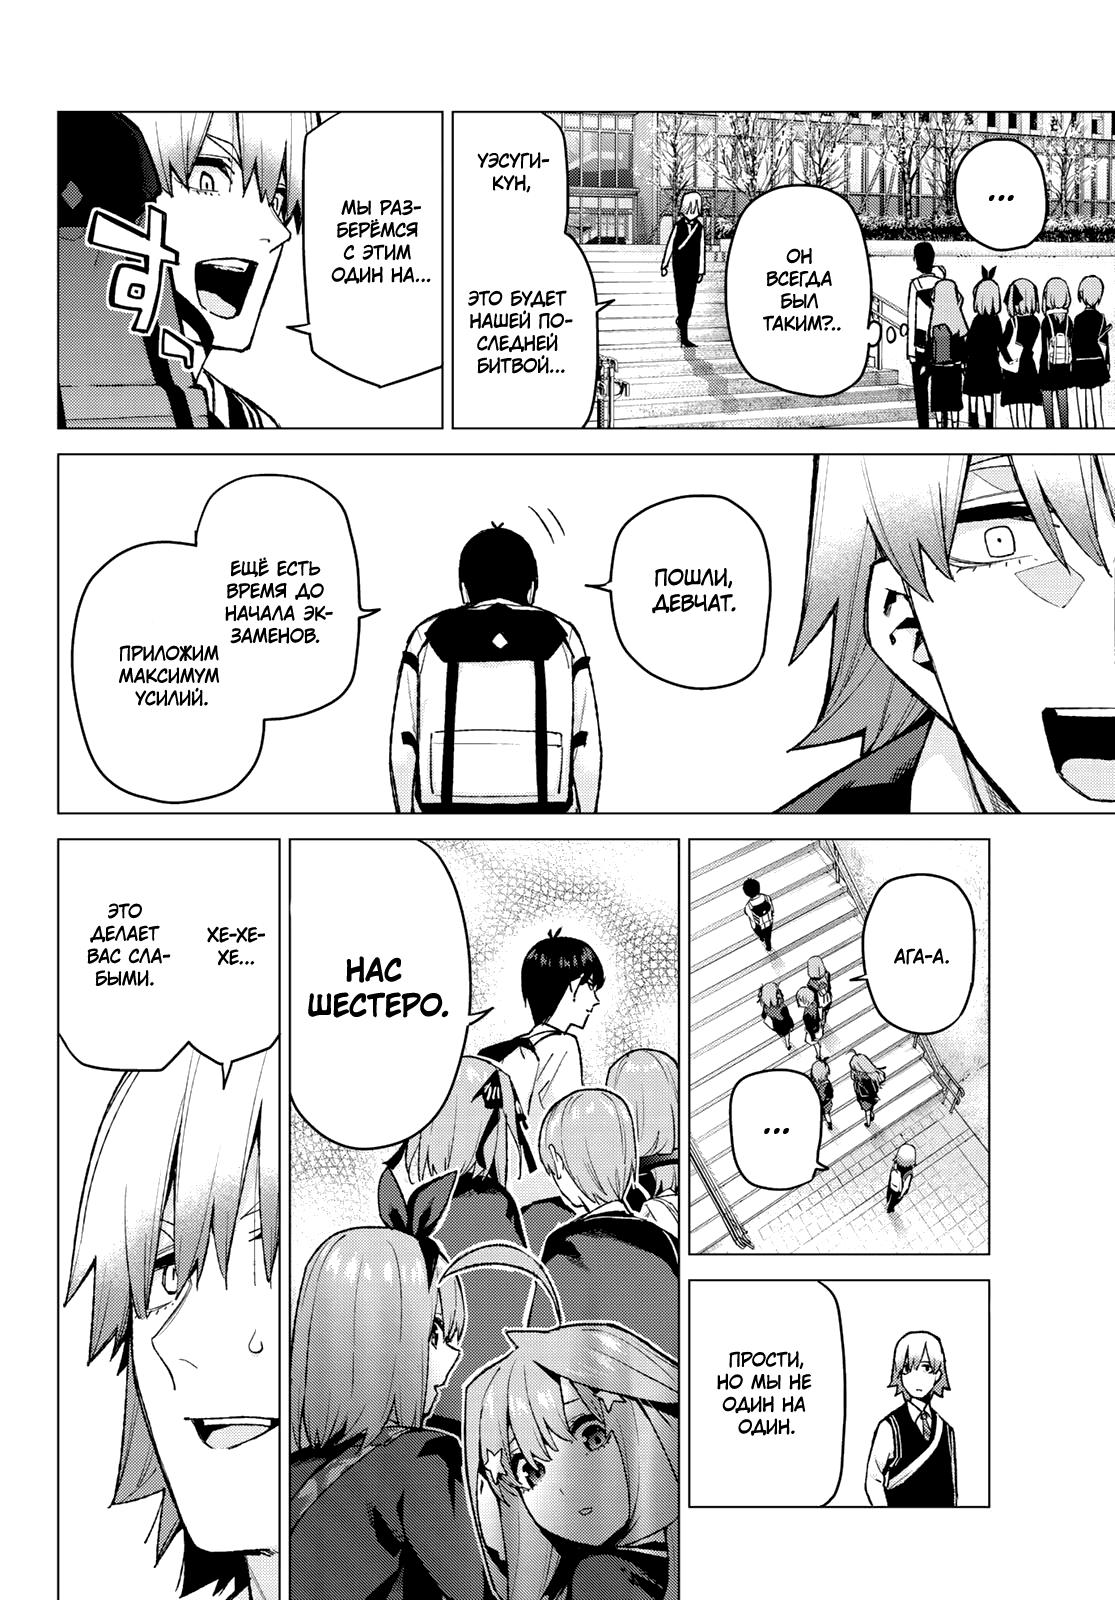 ...
ОН
ВСЕГДА
БЫЛ
ТАКИМ?..
УЭСУГИ-
КУН,
ЭТО БУДЕТ
НАШЕЙ ПО-
СЛЕДНЕЙ
БИТВОЙ...
МЫ РАЗ-
БЕРЁМСЯ
С ЭТИМ
ОДИН НА...
すっ
ПОШЛИ,
ДЕВЧАТ.
ЕЩЁ ЕСТЬ
ВРЕМЯ ДО
НАЧАЛА ЭК-
ЗАМЕНОВ.
ПРИЛОЖИМ
МАКСИМУМ
УСИЛИЙ.
АГА-А.
...
ПРОСТИ,
НО МЫ НЕ
ОДИН НА
ОДИН.
НАС
ШЕСТЕРО.
ХЕ-ХЕ-
ХЕ...
ЭТО
ДЕЛАЕТ
ВАС СЛА-
БЫМИ.